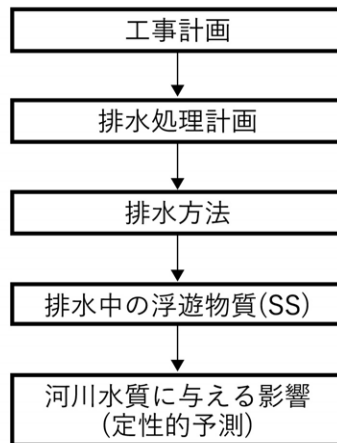 工事計画
排水処理計画
排水方法
排水中の浮遊物質(SS)
河川水質に与える影響
(定性的予測)